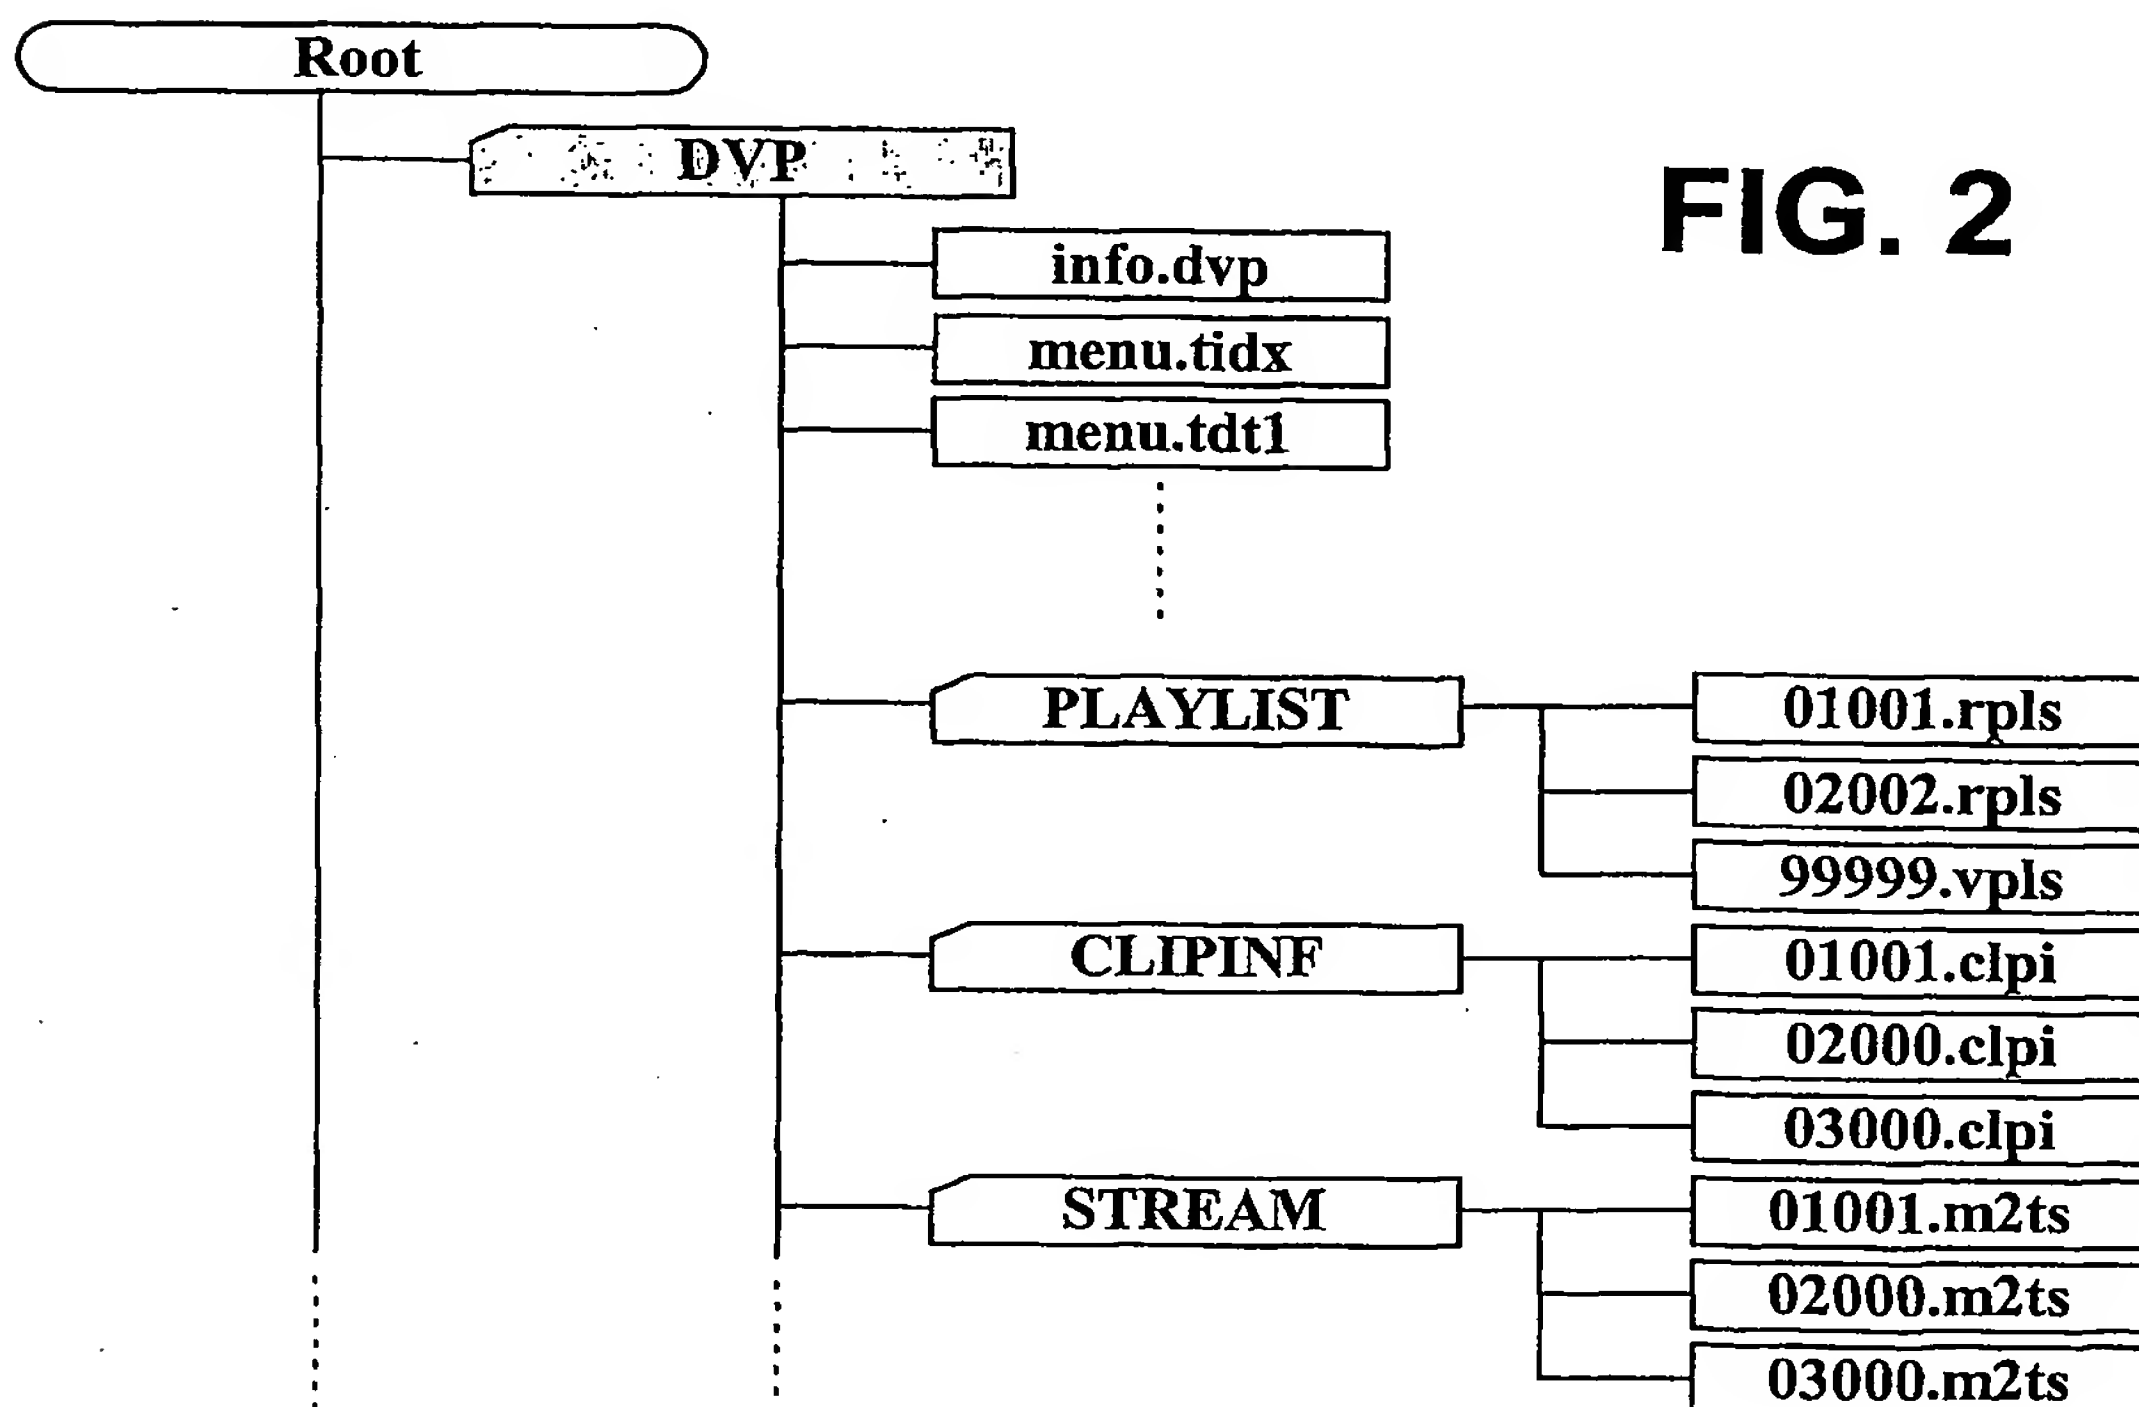 Root
DVP
FIG. 2
info.dvp
menu.tidx
menu.tdt1
PLAYLIST
01001.rpls
02002.rpls
99999.vpls
CLIPINF
01001.clpi
02000.clpi
03000.clpi
STREAM
01001.m2ts
02000.m2ts
03000.m2ts